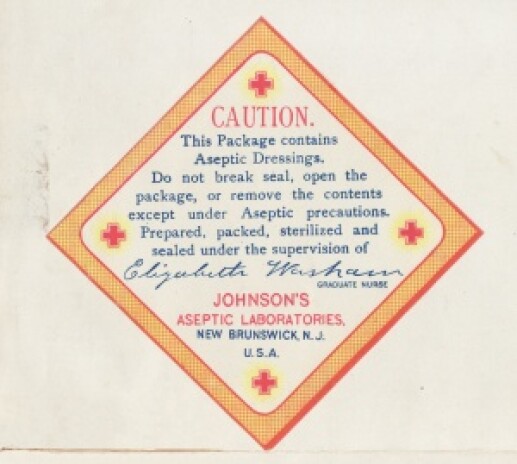 CAUTION.
This Package contains
Aseptic Dressings.
Do not break seal, open the
package, or remove the contents
except under Aseptic precautions.
Prepared, packed, sterilized and
sealed under the supervision of
Elizabeth Washam
GRADUATE NURSE
JOHNSON'S
ASEPTIC LABORATORIES,
NEW BRUNSWICK, N. J.
U. S. A.